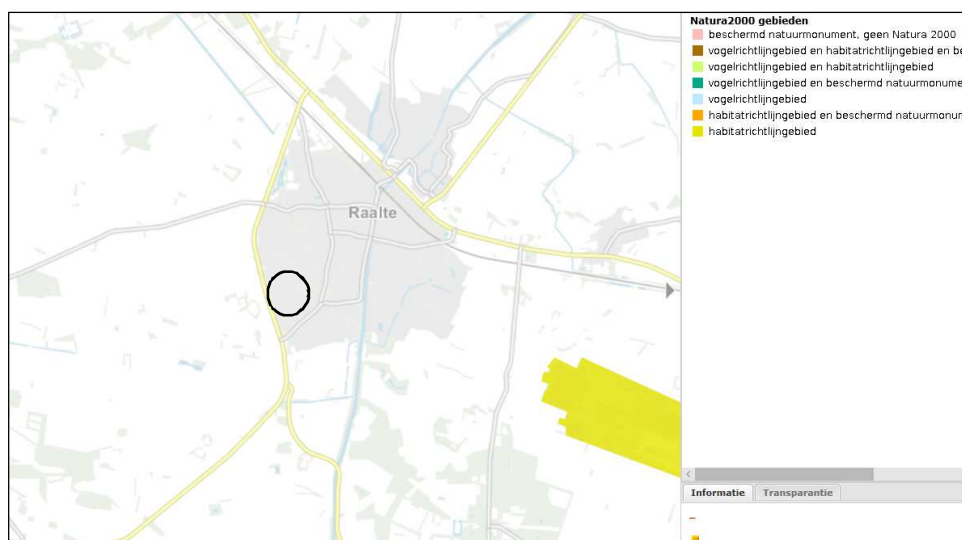 Natura2000 gebieden
beschermd natuurmonument, geen Natura 2000
vogelrichtlijngebied en habitatrichtlijngebied en be
vogelrichtlijngebied en habitatrichtlijngebied
vogelrichtlijngebied en beschermd natuurmonume
vogelrichtlijngebied
habitatrichtlijngebied en beschermd natuurmonum
habitatrichtlijngebied
Raalte
Informatie Transparantie